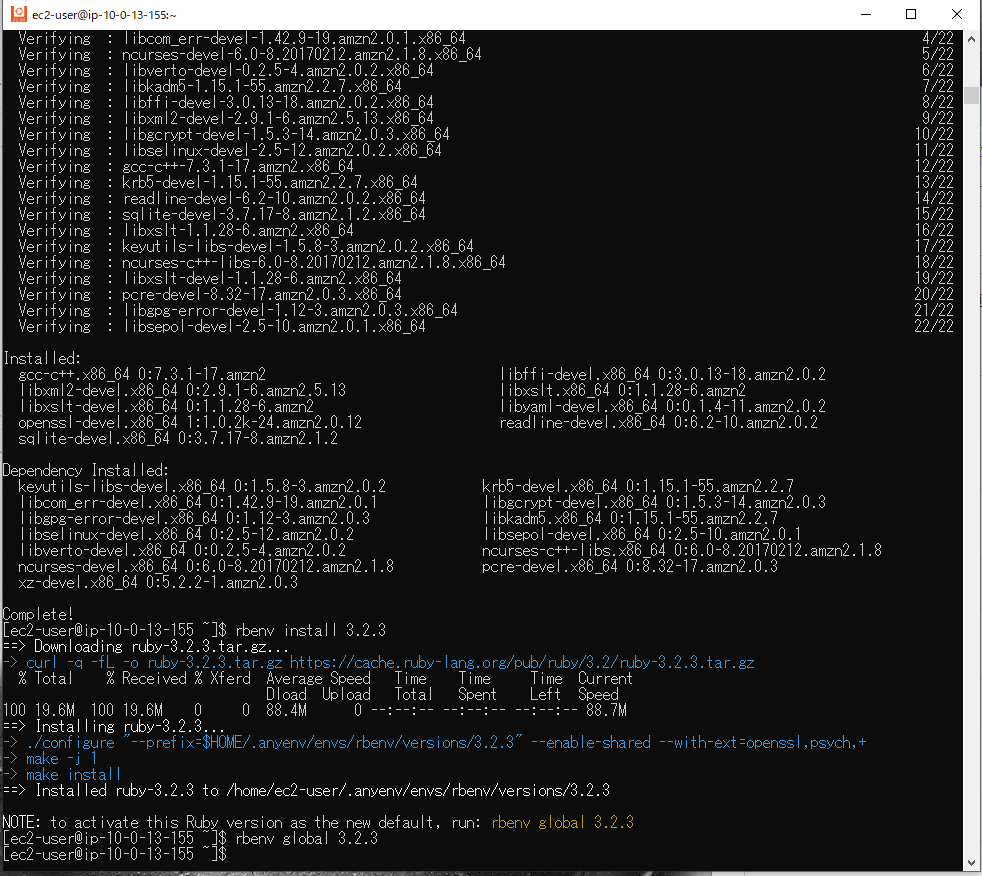 ec2-user@ip-10-0-13-155:~
Verifying : libcom_err-devel-1.42.9-19.amzn2.0.1.x86_64 4/22
Verifying : ncurses-devel-6.0-8.20170212.amzn2.1.8.x86_64 5/22
Verifying : libverto-devel-0.2.5-4.amzn2.0.2.x86_64 6/22
Verifying : libkadm5-1.15.1-55.amzn2.2.7.x86_64 7/22
Verifying : libffi-devel-3.0.13-18.amzn2.0.2.x86_64 8/22
Verifying : libxml2-devel-2.9.1-6.amzn2.5.13.x86_64 9/22
Verifying : libgcrypt-devel-1.5.3-14.amzn2.0.3.x86_64 10/22
Verifying : libselinux-devel-2.5-12.amzn2.0.2.x86_64 11/22
Verifying : gcc-c++-7.3.1-17.amzn2.x86_64 12/22
Verifying : krb5-devel-1.15.1-55.amzn2.2.7.x86_64 13/22
Verifying : readline-devel-6.2-10.amzn2.0.2.x86_64 14/22
Verifying : sqlite-devel-3.7.17-8.amzn2.1.2.x86_64 15/22
Verifying : libxslt-1.1.28-6.amzn2.x86_64 16/22
Verifying : keyutils-libs-devel-1.5.8-3.amzn2.0.2.x86_64 17/22
Verifying : ncurses-c++-libs-6.0-8.20170212.amzn2.1.8.x86_64 18/22
Verifying : libxslt-devel-1.1.28-6.amzn2.x86_64 19/22
Verifying : pcre-devel-8.32-17.amzn2.0.3.x86_64 20/22
Verifying : libgpg-error-devel-1.12-3.amzn2.0.3.x86_64 21/22
Verifying : libsepol-devel-2.5-10.amzn2.0.1.x86_64 22/22
Installed:
gcc-c++.x86_64 0:7.3.1-17.amzn2 libffi-devel.x86_64 0:3.0.13-18.amzn2.0.2
libxml2-devel.x86_64 0:2.9.1-6.amzn2.5.13 libxslt.x86_64 0:1.1.28-6.amzn2
libxslt-devel.x86_64 0:1.1.28-6.amzn2 libyaml-devel.x86_64 0:0.1.4-11.amzn2.0.2
openssl-devel.x86_64 1:1.0.2k-24.amzn2.0.12 readline-devel.x86_64 0:6.2-10.amzn2.0.2
sqlite-devel.x86_64 0:3.7.17-8.amzn2.1.2
Dependency Installed:
keyutils-libs-devel.x86_64 0:1.5.8-3.amzn2.0.2 krb5-devel.x86_64 0:1.15.1-55.amzn2.2.7
libcom_err-devel.x86_64 0:1.42.9-19.amzn2.0.1 libgcrypt-devel.x86_64 0:1.5.3-14.amzn2.0.3
libgpg-error-devel.x86_64 0:1.12-3.amzn2.0.3 libkadm5.x86_64 0:1.15.1-55.amzn2.2.7
libselinux-devel.x86_64 0:2.5-12.amzn2.0.2 libsepol-devel.x86_64 0:2.5-10.amzn2.0.1
libverto-devel.x86_64 0:0.2.5-4.amzn2.0.2 ncurses-c++-libs.x86_64 0:6.0-8.20170212.amzn2.1.8
ncurses-devel.x86_64 0:6.0-8.20170212.amzn2.1.8 pcre-devel.x86_64 0:8.32-17.amzn2.0.3
xz-devel.x86_64 0:5.2.2-1.amzn2.0.3
Complete!
[ec2-user@ip-10-0-13-155 ~]$ rbenv install 3.2.3
==> Downloading ruby-3.2.3.tar.gz...
-> curl -q -fL -o ruby-3.2.3.tar.gz https://cache.ruby-lang.org/pub/ruby/3.2/ruby-3.2.3.tar.gz
% Total % Received % Xferd Average Speed Time Time Time Current
Dload Upload Total Spent Left Speed
100 19.6M 100 19.6M 0 0 88.4M 0 --:--:-- --:--:-- --:--:-- 88.7M
==> Installing ruby-3.2.3...
-> ./configure "--prefix=$HOME/.anyenv/envs/rbenv/versions/3.2.3" --enable-shared --with-ext=openssl,psych,+
-> make -j 1
-> make install
==> Installed ruby-3.2.3 to /home/ec2-user/.anyenv/envs/rbenv/versions/3.2.3
NOTE: to activate this Ruby version as the new default, run: rbenv global 3.2.3
[ec2-user@ip-10-0-13-155 ~]$ rbenv global 3.2.3
[ec2-user@ip-10-0-13-155 ~]$